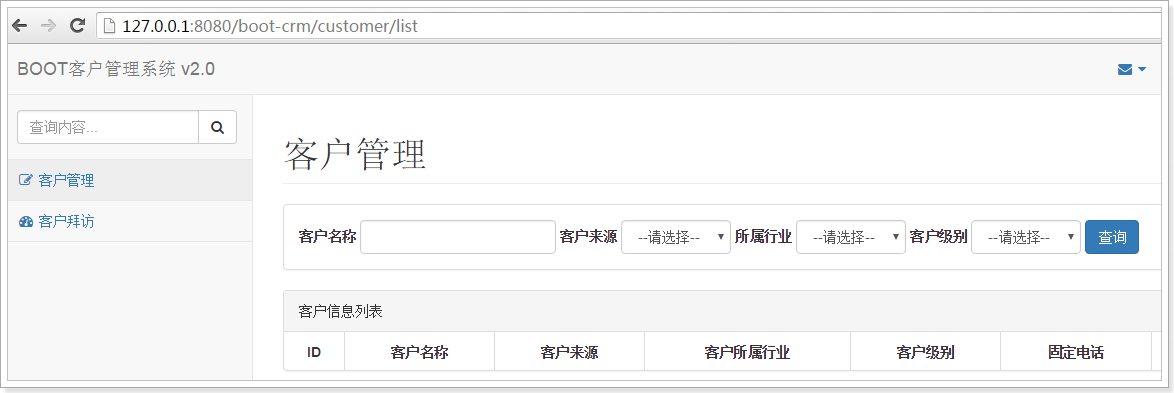 127.0.0.1:8080/boot-crm/customer/list
BOOT客户管理系统 v2.0
查询内容...
客户管理
客户拜访
客户管理
客户名称 客户来源 --请选择-- 所属行业 --请选择-- 客户级别 --请选择-- 查询
客户信息列表
ID 客户名称 客户来源 客户所属行业 客户级别 固定电话